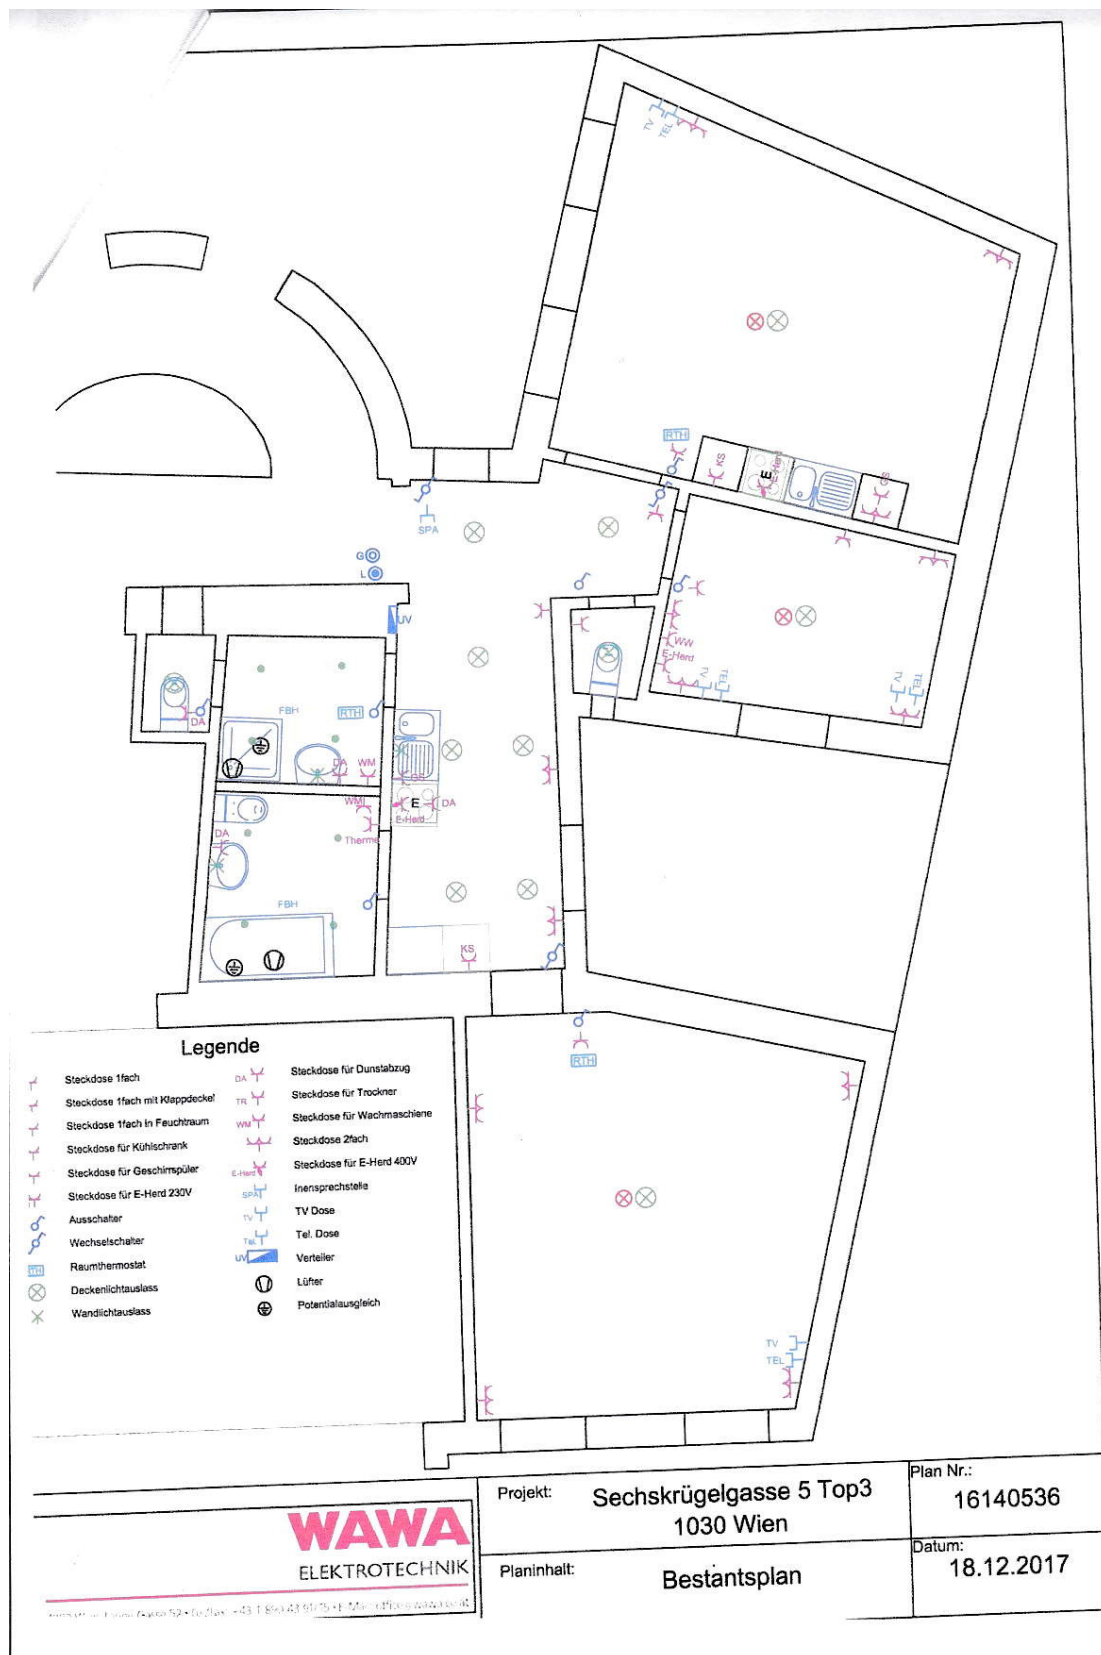 TV
TEL
RTH
KS
E
E-Herd
GS
SPA
G
L
UV
WW
E-Herd
TV
TEL
TV
TEL
DA
FBH
RTH
DA
WM
GS
WM
E
DA
E-Herd
DA
Therme
FBH
KS
RTH
TV
TEL
Legende
Steckdose 1fach
Steckdose 1fach mit Klappdeckel
Steckdose 1fach in Feuchtraum
Steckdose für Kühlschrank
Steckdose für Geschirrspüler
Steckdose für E-Herd 230V
Ausschalter
Wechselschalter
TH Raumthermostat
Deckenlichtauslass
Wandlichtauslass
DA Steckdose für Dunstabzug
TR Steckdose für Trockner
WM Steckdose für Wachmaschiene
Steckdose 2fach
E-Herd Steckdose für E-Herd 400V
SPA Inensprechstelle
TV TV Dose
Tel. Tel. Dose
UV Verteiler
Lüfter
Potentialausgleich
WAWA
ELEKTROTECHNIK
Projekt:
Sechskrügelgasse 5 Top3
1030 Wien
Planinhalt:
Bestantsplan
Plan Nr.:
16140536
Datum:
18.12.2017